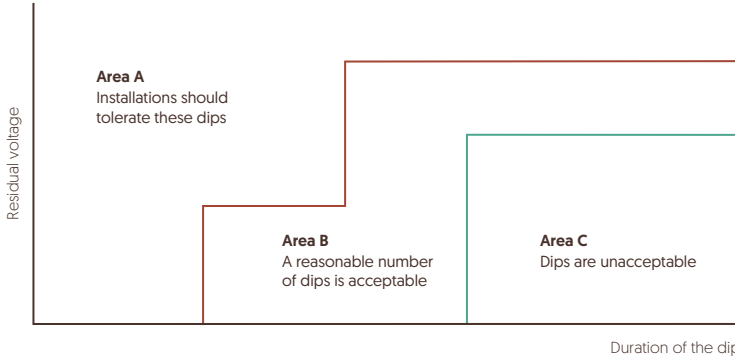 Residual voltage
Area A
Installations should
tolerate these dips
Area B
A reasonable number
of dips is acceptable
Area C
Dips are unacceptable
Duration of the dip